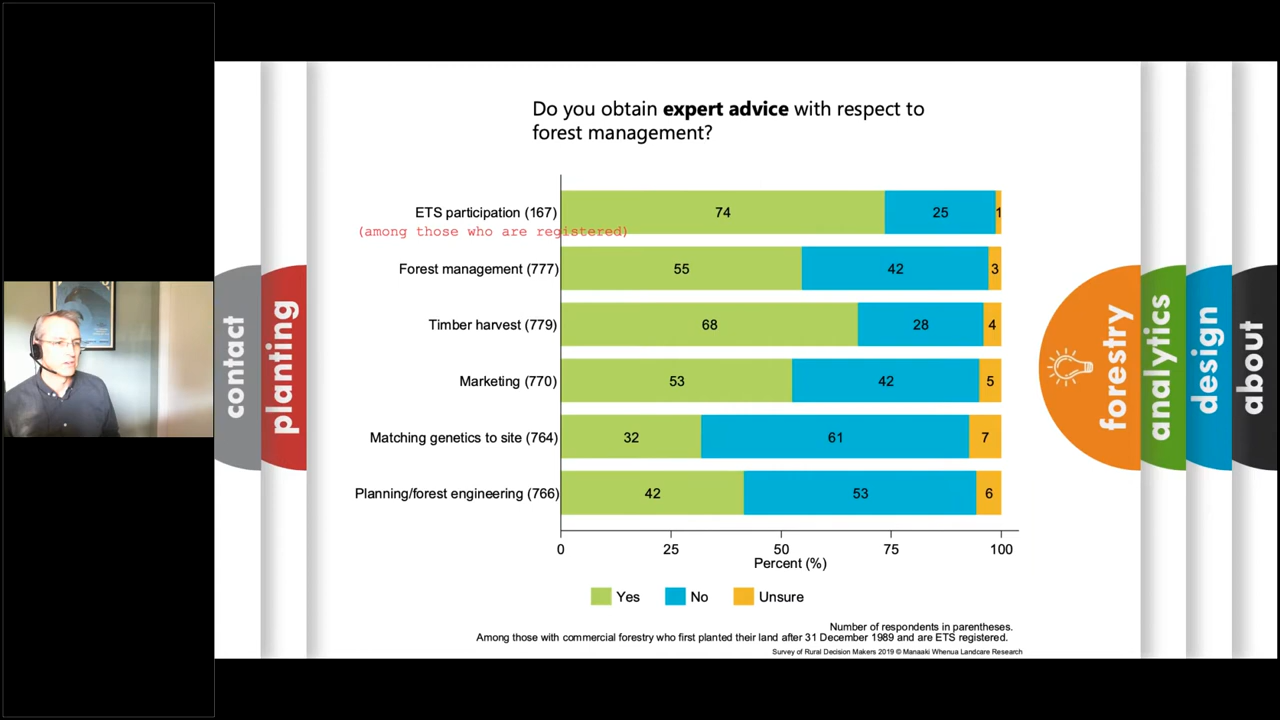 Do you obtain expert advice with respect to
forest management?
ETS participation (167)
74
25
1
(among those who are registered)
Forest management (777)
55
42
3
Timber harvest (779)
68
28
4
Marketing (770)
53
42
5
Matching genetics to site (764)
32
61
7
Planning/forest engineering (766)
42
53
6
0
25
50
75
100
Percent (%)
Yes
No
Unsure
Number of respondents in parentheses.
Among those with commercial forestry who first planted their land after 31 December 1989 and are ETS registered.
Survey of Rural Decision Makers 2019 © Manaaki Whenua Landcare Research
contact
planting
forestry
analytics
design
about